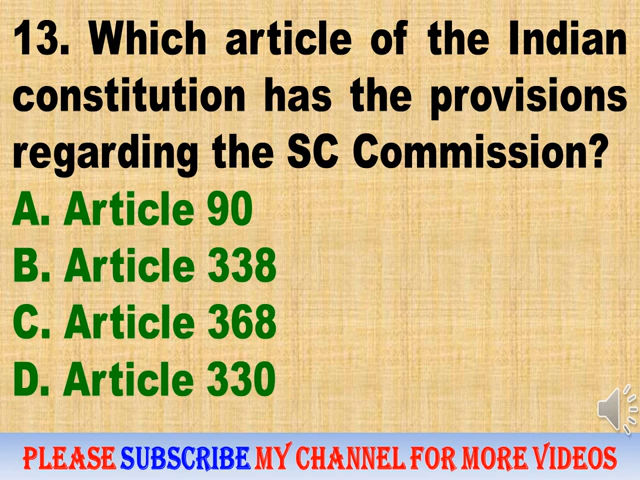 13. Which article of the Indian
constitution has the provisions
regarding the SC Commission?
A. Article 90
B. Article 338
C. Article 368
D. Article 330
PLEASE SUBSCRIBE MY CHANNEL FOR MORE VIDEOS